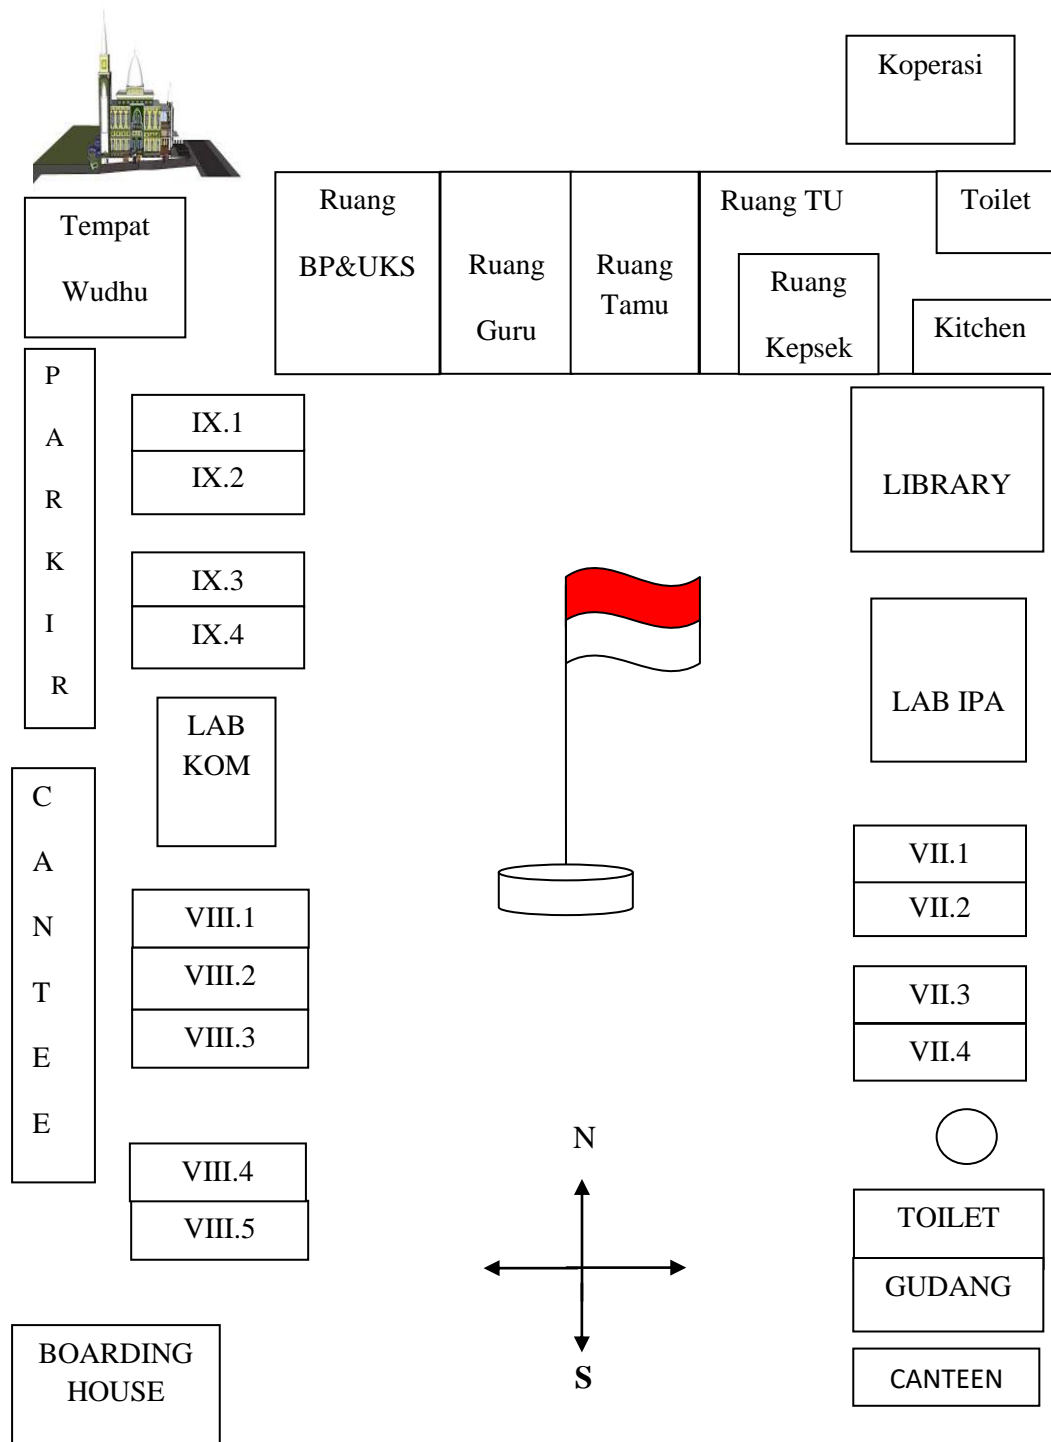 Koperasi
Tempat
Wudhu
Ruang
BP&UKS
Ruang
Guru
Ruang
Tamu
Ruang TU
Toilet
Ruang
Kepsek
Kitchen
P
A
R
K
I
R
IX.1
IX.2
LIBRARY
IX.3
IX.4
LAB IPA
LAB
KOM
C
A
N
T
E
E
VII.1
VII.2
VIII.1
VIII.2
VIII.3
VII.3
VII.4
N
VIII.4
VIII.5
TOILET
GUDANG
S
BOARDING
HOUSE
CANTEEN